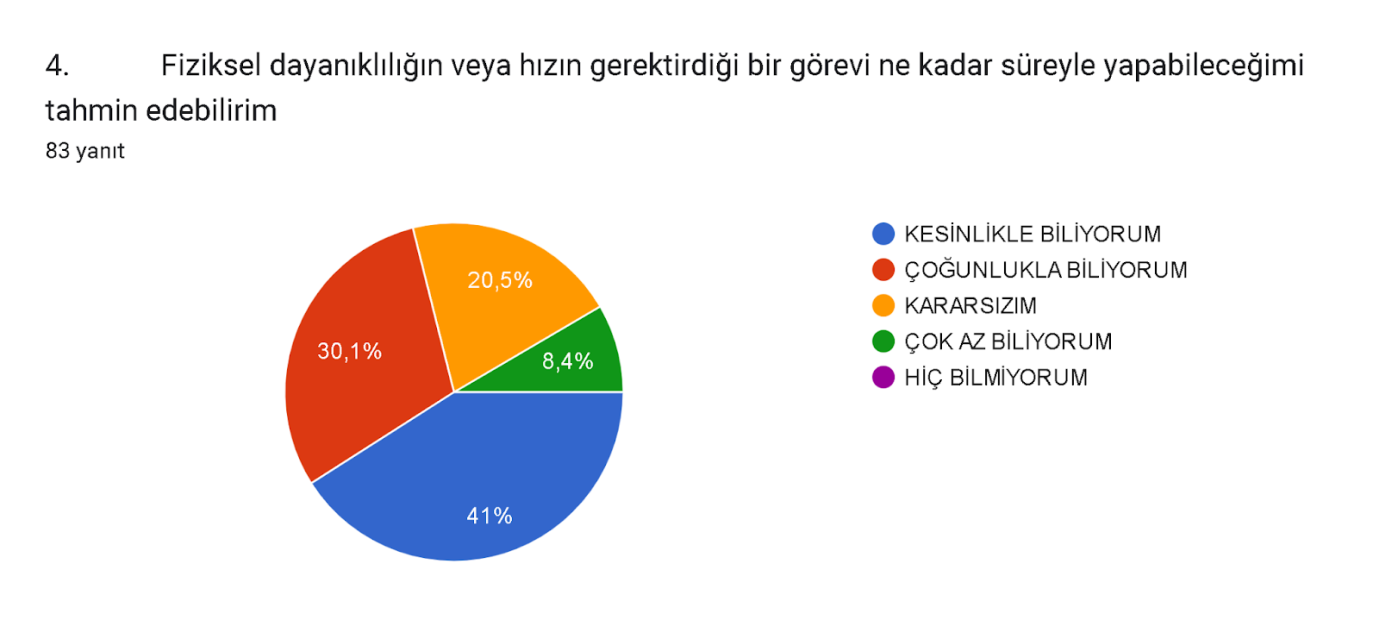 4. Fiziksel dayanıklılığın veya hızın gerektirdiği bir görevi ne kadar süreyle yapabileceğimi
tahmin edebilirim
83 yanıt
KESİNLİKLE BİLİYORUM
ÇOĞUNLUKLA BİLİYORUM
KARARSIZIM
ÇOK AZ BİLİYORUM
HİÇ BİLMİYORUM
20,5%
30,1%
8,4%
41%